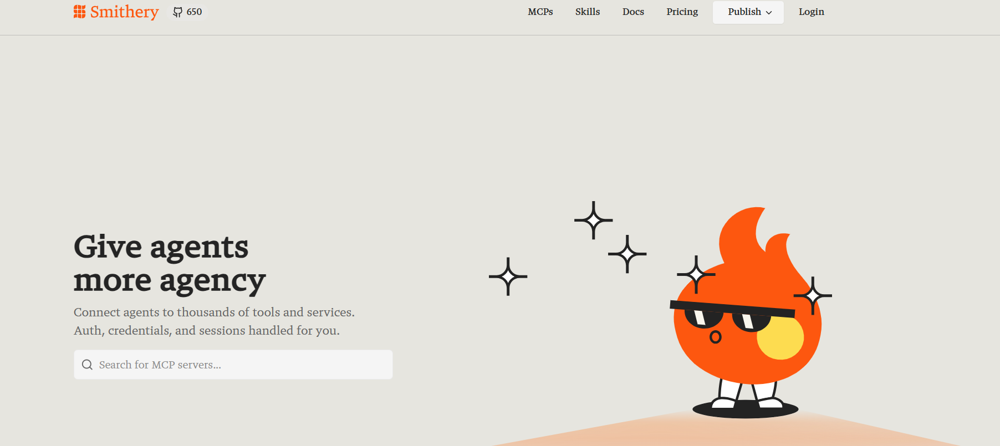 Smithery
650
MCPs
Skills
Docs
Pricing
Publish
Login
Give agents
more agency
Connect agents to thousands of tools and services.
Auth, credentials, and sessions handled for you.
Search for MCP servers...